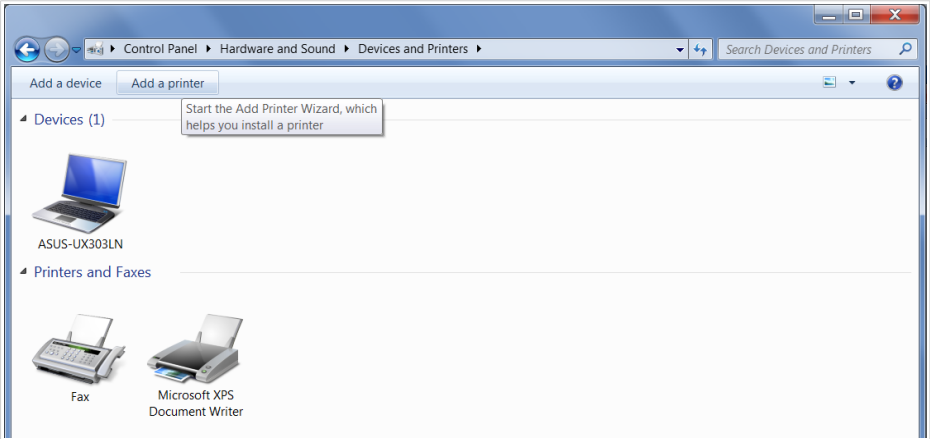 Control Panel Hardware and Sound Devices and Printers Search Devices and Printers
Add a device Add a printer
Start the Add Printer Wizard, which
helps you install a printer
Devices (1)
ASUS-UX303LN
Printers and Faxes
Fax
Microsoft XPS
Document Writer